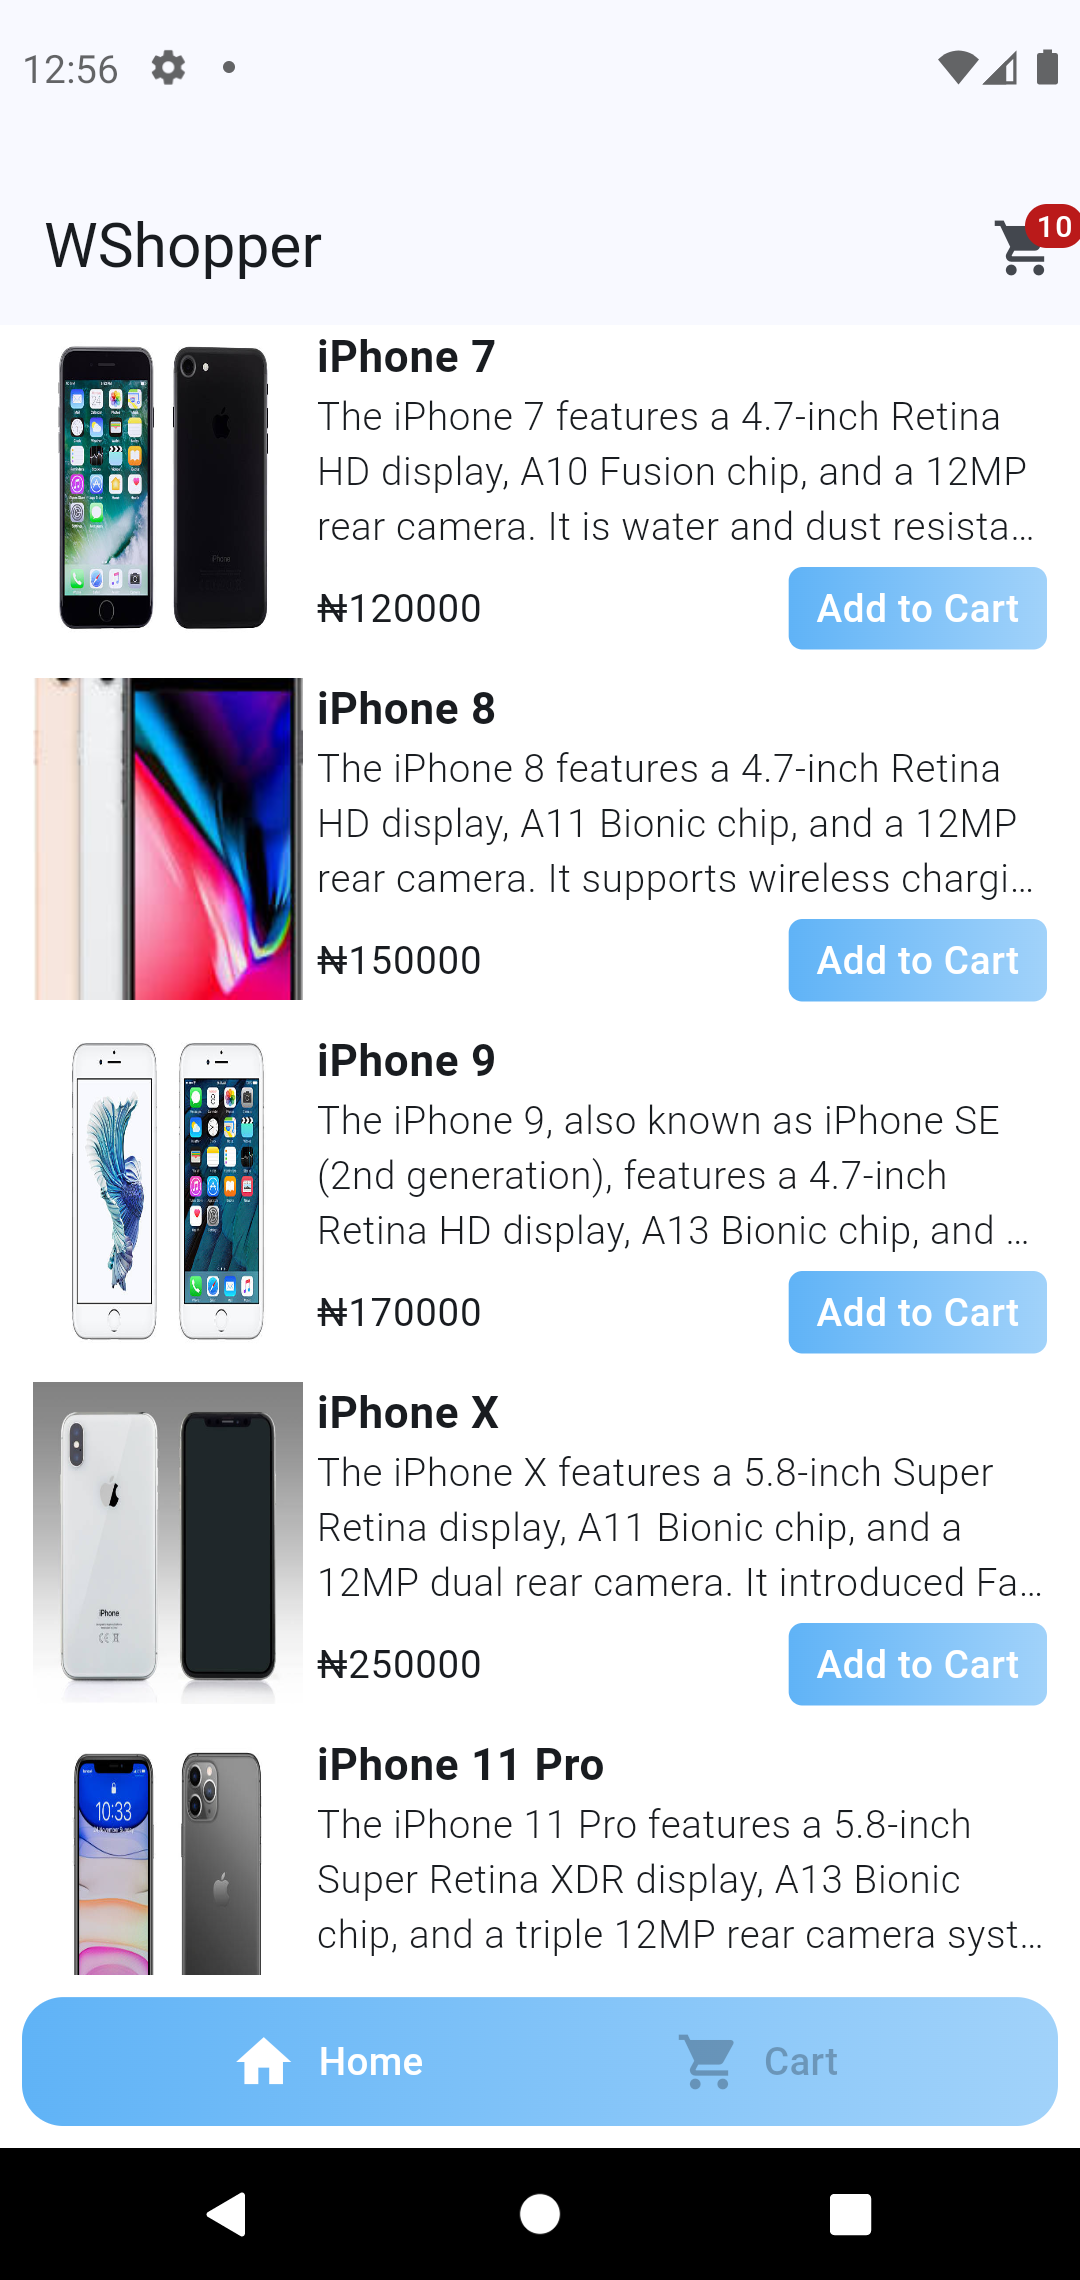 12:56
WShopper
10
iPhone 7
The iPhone 7 features a 4.7-inch Retina
HD display, A10 Fusion chip, and a 12MP
rear camera. It is water and dust resista...
₦120000
Add to Cart
iPhone 8
The iPhone 8 features a 4.7-inch Retina
HD display, A11 Bionic chip, and a 12MP
rear camera. It supports wireless chargi...
₦150000
Add to Cart
iPhone 9
The iPhone 9, also known as iPhone SE
(2nd generation), features a 4.7-inch
Retina HD display, A13 Bionic chip, and ...
₦170000
Add to Cart
iPhone
iPhone X
The iPhone X features a 5.8-inch Super
Retina display, A11 Bionic chip, and a
12MP dual rear camera. It introduced Fa...
₦250000
Add to Cart
10:33
iPhone 11 Pro
The iPhone 11 Pro features a 5.8-inch
Super Retina XDR display, A13 Bionic
chip, and a triple 12MP rear camera syst...
Home
Cart